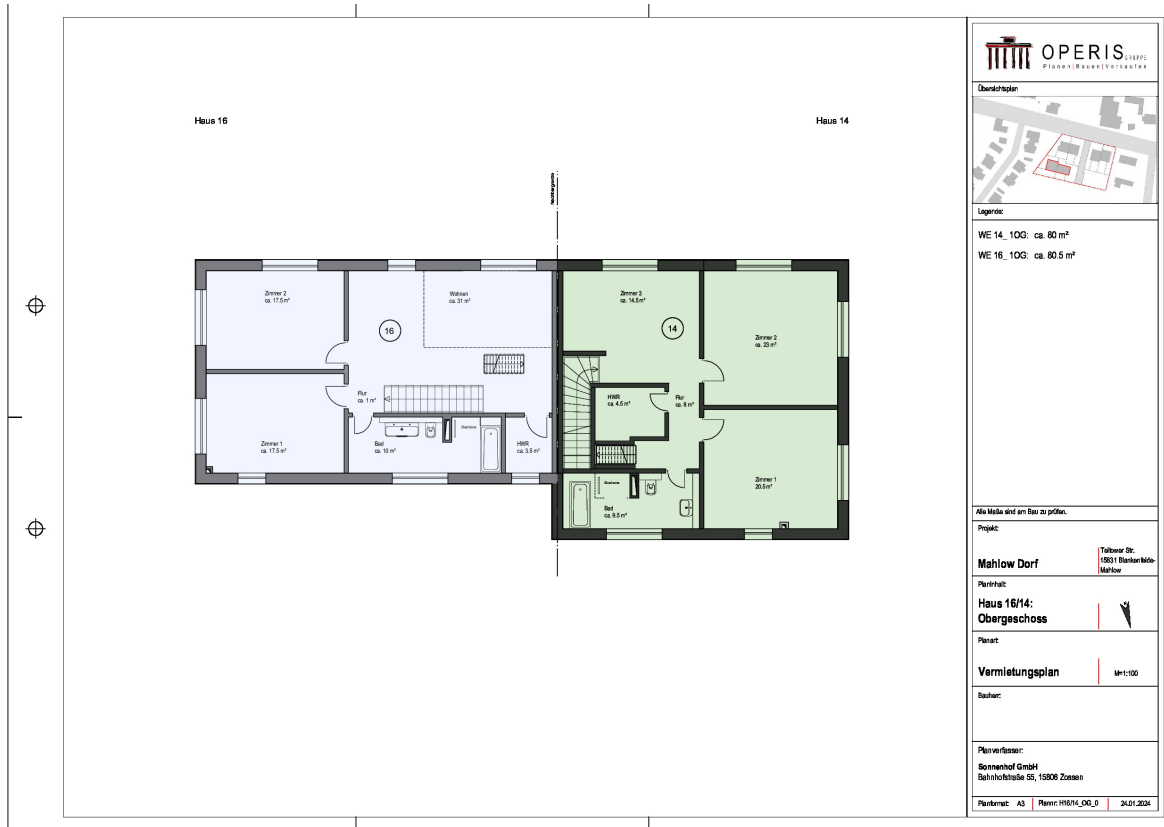 Haus 16
Haus 14
Nachbargrenze
Zimmer 2
ca. 17.5 m²
Wohnen
ca. 31 m²
16
Flur
ca. 1 m²
Zimmer 1
ca. 17.5 m²
Bad
ca. 10 m²
HWR
ca. 3.5 m²
Zimmer 3
ca. 14.5 m²
14
Zimmer 2
ca. 23 m²
HWR
ca. 4.5 m²
Flur
ca. 8 m²
Zimmer 1
20.5 m²
Bad
ca. 9.5 m²
OPERIS GRUPPE
Planen|Bauen|Verkaufen
Übersichtsplan
Legende:
WE 14_ 1OG: ca. 80 m²
WE 16_ 1OG: ca. 80.5 m²
Alle Maße sind am Bau zu prüfen.
Projekt:
Mahlow Dorf
Teltower Str.
15831 Blankenfelde-
Mahlow
Planinhalt:
Haus 16/14:
Obergeschoss
Planart:
Vermietungsplan
M=1:100
Bauherr:
Planverfasser:
Sonnenhof GmbH
Bahnhofstraße 55, 15806 Zossen
Planformat: A3
Plannr: H16/14_OG_0
24.01.2024